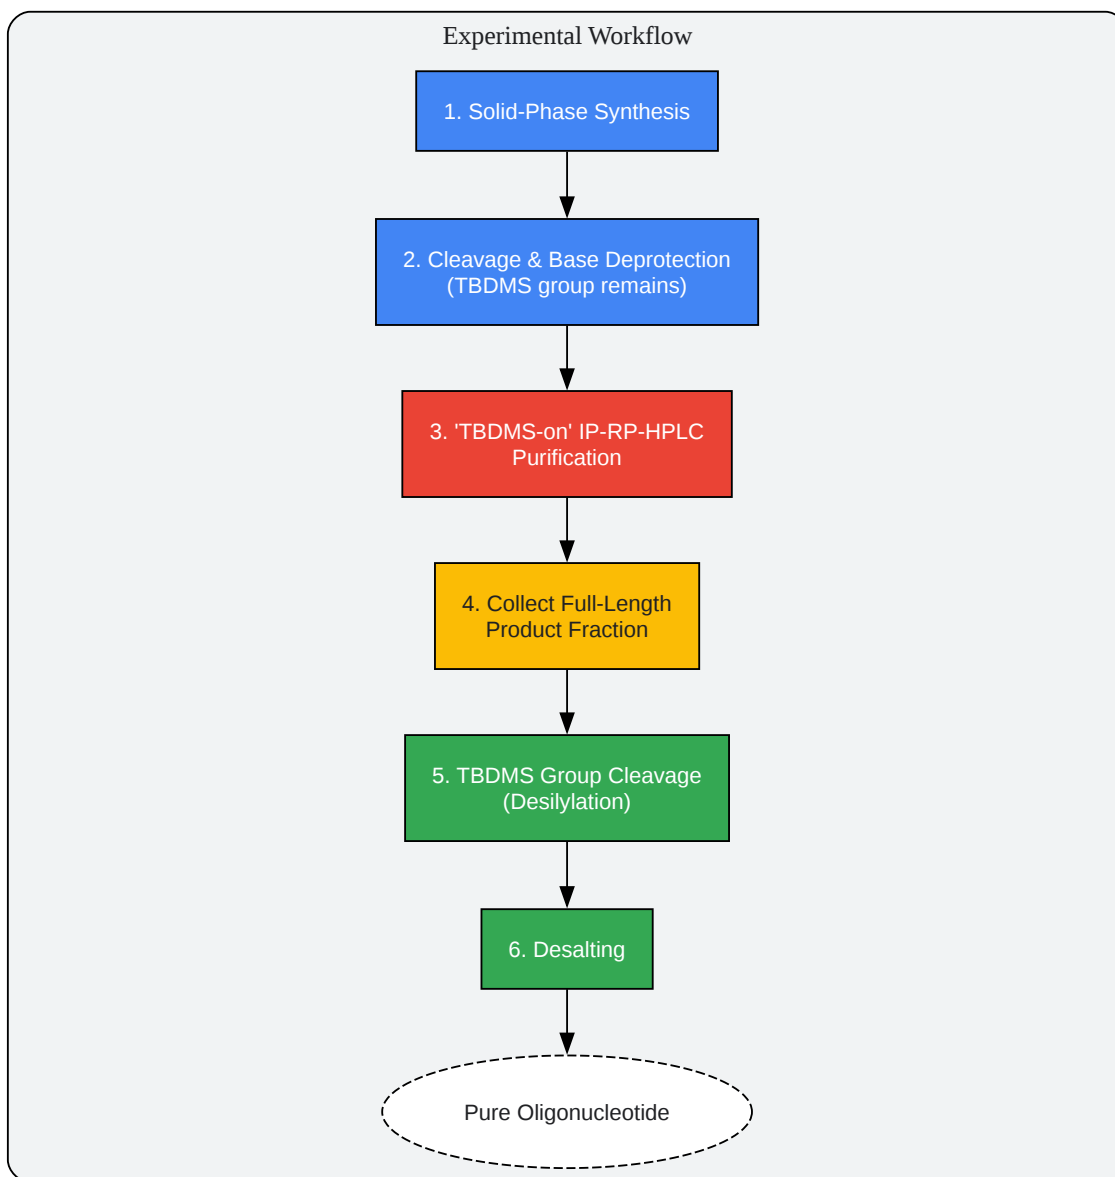 Experimental Workflow
1. Solid-Phase Synthesis
2. Cleavage & Base Deprotection
(TBDMS group remains)
3. 'TBDMS-on' IP-RP-HPLC
Purification
4. Collect Full-Length
Product Fraction
5. TBDMS Group Cleavage
(Desilylation)
6. Desalting
Pure Oligonucleotide